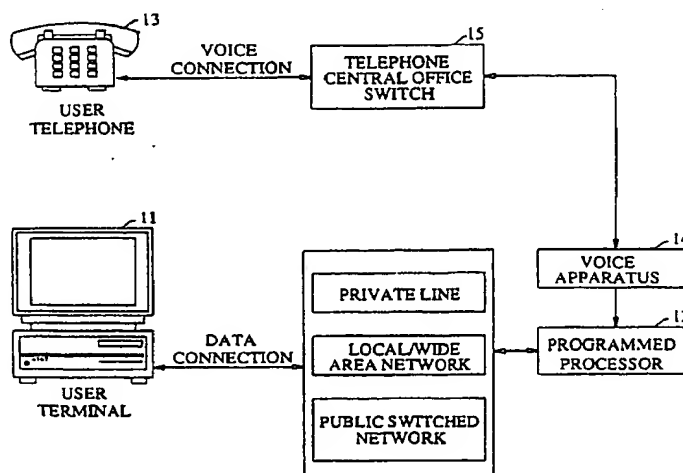 13
VOICE
CONNECTION
USER
TELEPHONE
15
TELEPHONE
CENTRAL OFFICE
SWITCH
11
USER
TERMINAL
DATA
CONNECTION
PRIVATE LINE
LOCAL/WIDE
AREA NETWORK
PUBLIC SWITCHED
NETWORK
14
VOICE
APPARATUS
PROGRAMMED
PROCESSOR